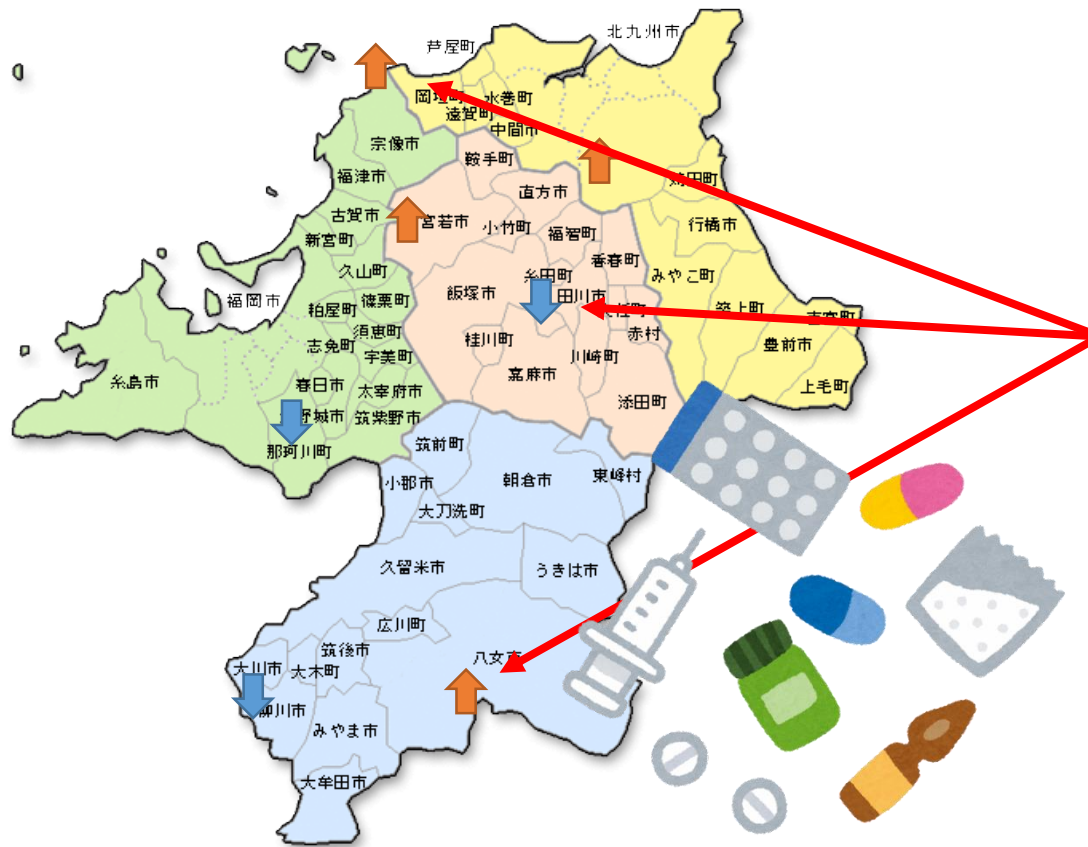 北九州市
芦屋町
水巻町
遠賀町
中間市
宗像市
鞍手町
福津市
直方市
古賀市
宮若市
小竹町
福智町
行橋市
新宮町
香春町
久山町
糸田町
みやこ町
福岡市
篠栗町
飯塚市
田川市
粕屋町
築上町
須恵町
赤村
志免町
桂川町
豊前市
宇美町
川崎町
糸島市
嘉麻市
春日市
太宰府市
上毛町
添田町
筑紫野市
那珂川町
筑前町
朝倉市
東峰村
小郡市
大刀洗町
久留米市
うきは市
広川町
筑後市
八女市
大川市
大木町
柳川市
みやま市
大牟田市